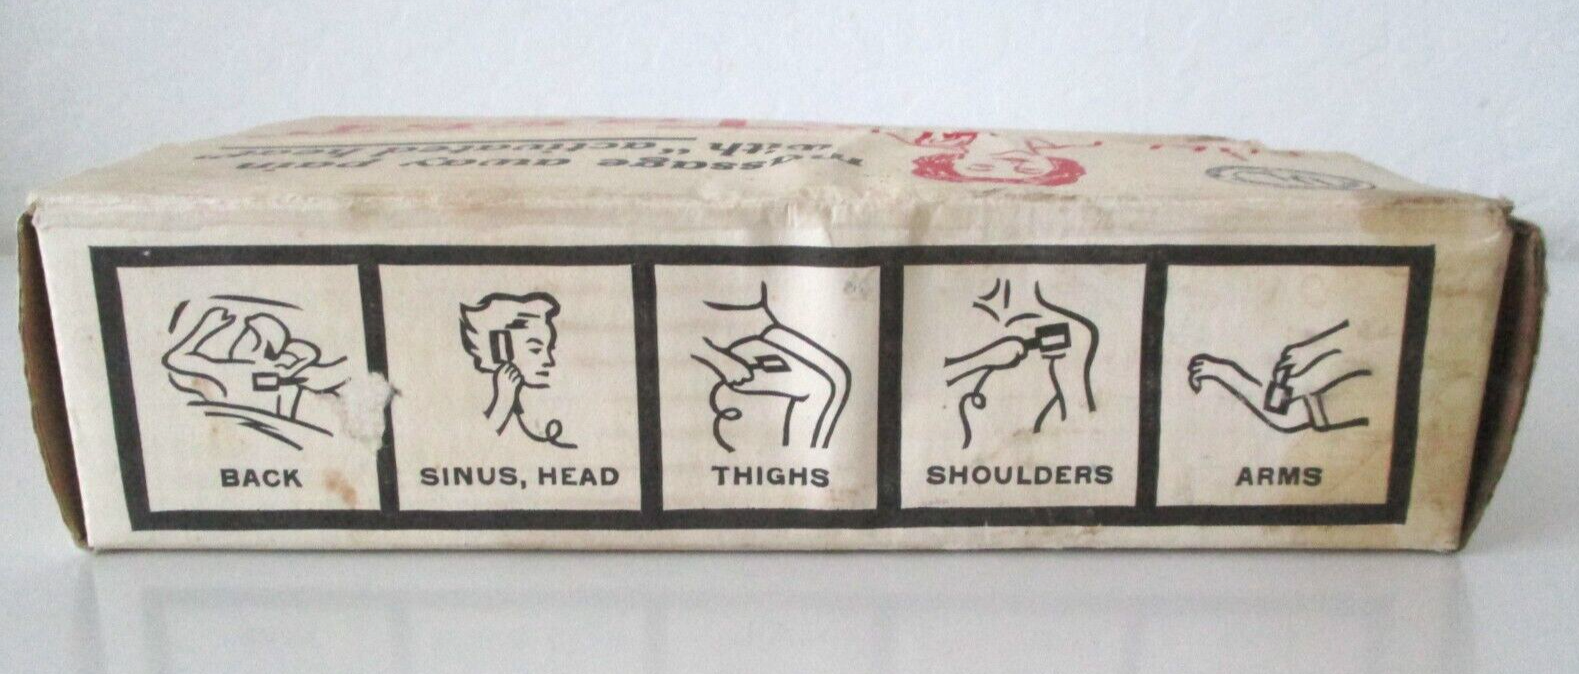 massage away pain
with "activated heat"
BACK
SINUS, HEAD
THIGHS
SHOULDERS
ARMS